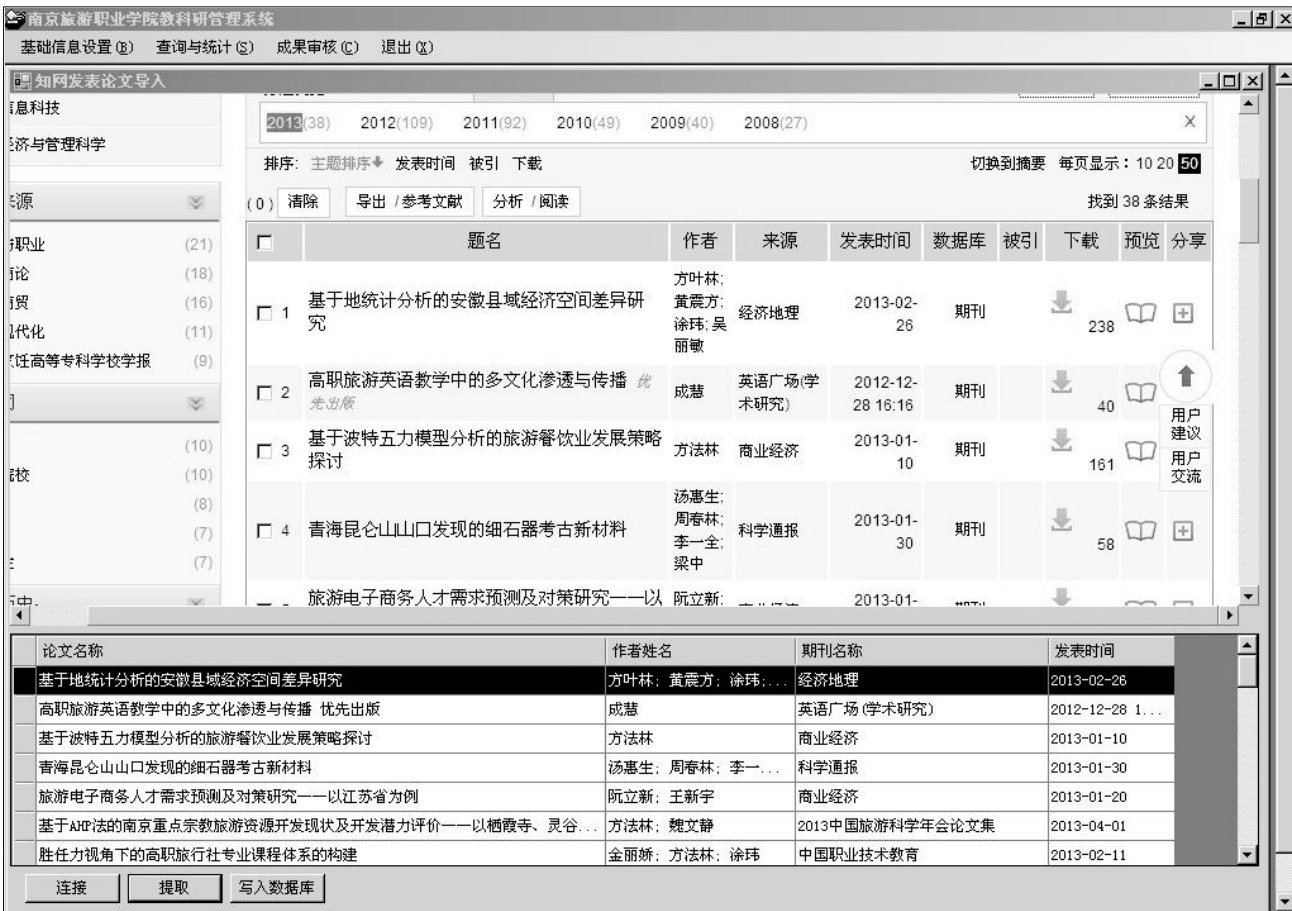 南京旅游职业学院教科研管理系统
基础信息设置(B) 查询与统计(S) 成果审核(C) 退出(X)
知网发表论文导入
信息科技
经济与管理科学
2013(38) 2012(109) 2011(92) 2010(49) 2009(40) 2008(27) X
排序: 主题排序 发表时间 被引 下载 切换到摘要 每页显示: 10 20 50
(0) 清除 导出 /参考文献 分析 /阅读 找到 38 条结果
来源
职业 (21)
论 (18)
贸 (16)
代化 (11)
烹饪高等专科学校学报 (9)
(10)
院校 (10)
(8)
(7)
(7)
题名 作者 来源 发表时间 数据库 被引 下载 预览 分享
1 基于地统计分析的安徽县域经济空间差异研
究
方叶林;
黄震方;
涂玮;吴
丽敏
经济地理
2013-02-
26
期刊
238
2 高职旅游英语教学中的多文化渗透与传播 优
先出版
成慧
英语广场(学
术研究)
2012-12-
28 16:16
期刊
40
用户
建议
用户
交流
3 基于波特五力模型分析的旅游餐饮业发展策略
探讨
方法林
商业经济
2013-01-
10
期刊
161
4 青海昆仑山山口发现的细石器考古新材料
汤惠生;
周春林;
李一全;
梁中
科学通报
2013-01-
30
期刊
58
旅游电子商务人才需求预测及对策研究——以 阮立新; 2013-01-
论文名称 作者姓名 期刊名称 发表时间
基于地统计分析的安徽县域经济空间差异研究 方叶林; 黄震方; 涂玮;... 经济地理 2013-02-26
高职旅游英语教学中的多文化渗透与传播 优先出版 成慧 英语广场(学术研究) 2012-12-28 1...
基于波特五力模型分析的旅游餐饮业发展策略探讨 方法林 商业经济 2013-01-10
青海昆仑山山口发现的细石器考古新材料 汤惠生; 周春林; 李一... 科学通报 2013-01-30
旅游电子商务人才需求预测及对策研究——以江苏省为例 阮立新; 王新宇 商业经济 2013-01-20
基于AHP法的南京重点宗教旅游资源开发现状及开发潜力评价——以栖霞寺、灵谷... 方法林; 魏文静 2013中国旅游科学年会论文集 2013-04-01
胜任力视角下的高职旅行社专业课程体系的构建 金丽娇; 方法林; 涂玮 中国职业技术教育 2013-02-11
连接 提取 写入数据库